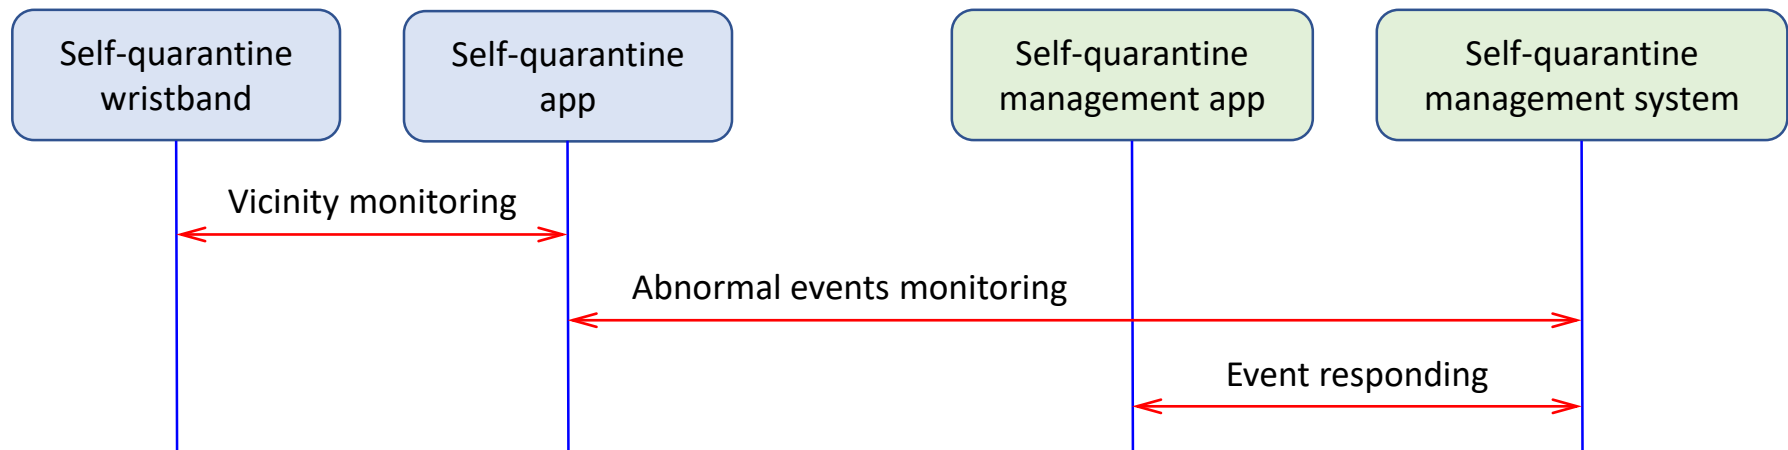 Self-quarantine
wristband
Self-quarantine
app
Self-quarantine
management app
Self-quarantine
management system
Vicinity monitoring
Abnormal events monitoring
Event responding